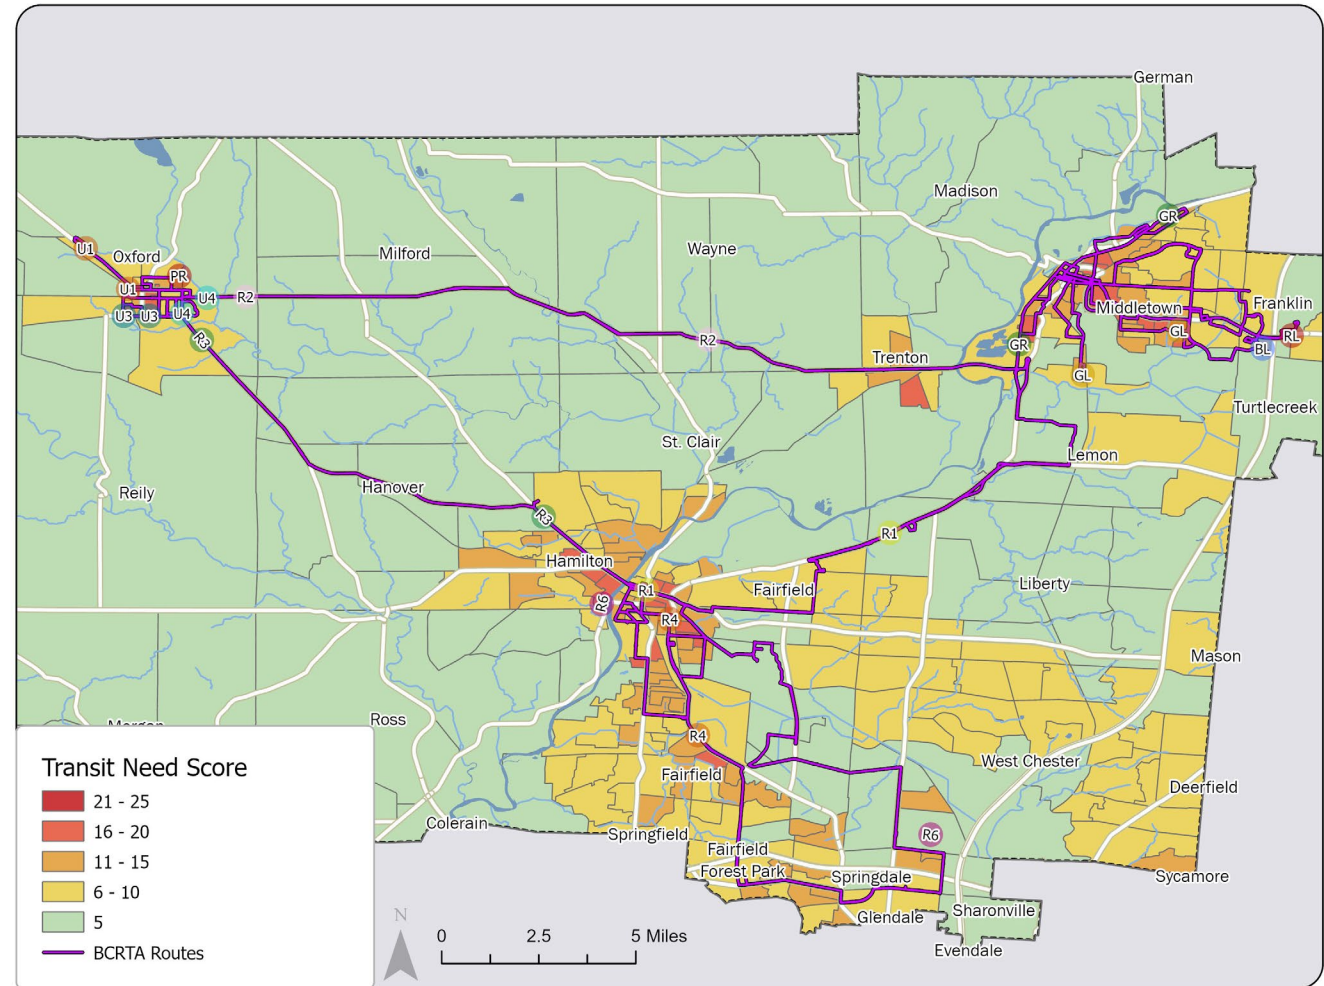 German
Madison
GR
U1
Oxford
Milford
Wayne
PR
U1
U4
R2
U3
U3
U4
R3
R2
Middletown
Franklin
GL
RL
BL
GR
Trenton
GL
Turtlecreek
St. Clair
Lemon
Reily
Hanover
R3
R1
Hamilton
R1
Fairfield
Liberty
R6
R4
Mason
Morgan
Ross
R4
West Chester
Fairfield
Deerfield
Colerain
Springfield
R6
Fairfield
Forest Park
Springdale
Sycamore
Glendale
Sharonville
Evendale
Transit Need Score
21 - 25
16 - 20
11 - 15
6 - 10
5
BCRTA Routes
N
0 2.5 5 Miles